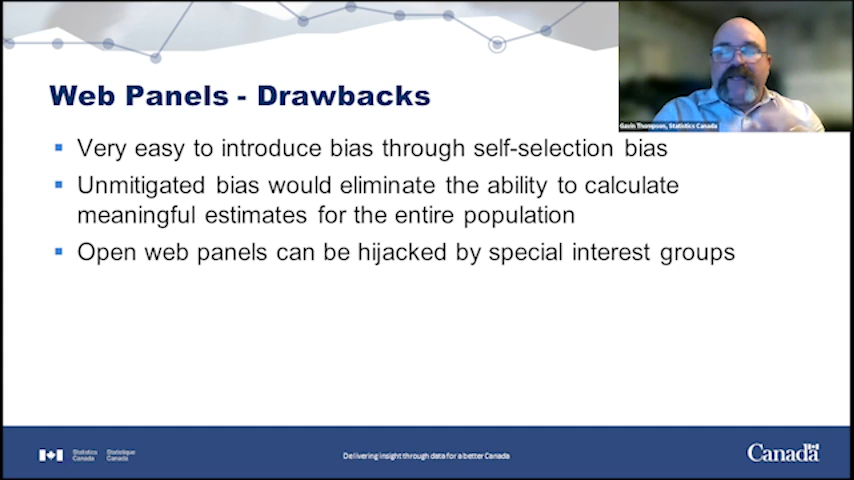 Gavin Thompson, Statistics Canada
Web Panels - Drawbacks
Very easy to introduce bias through self-selection bias
Unmitigated bias would eliminate the ability to calculate
meaningful estimates for the entire population
Open web panels can be hijacked by special interest groups
Statistics Statistique
Canada Canada
Delivering insight through data for a better Canada
Canada